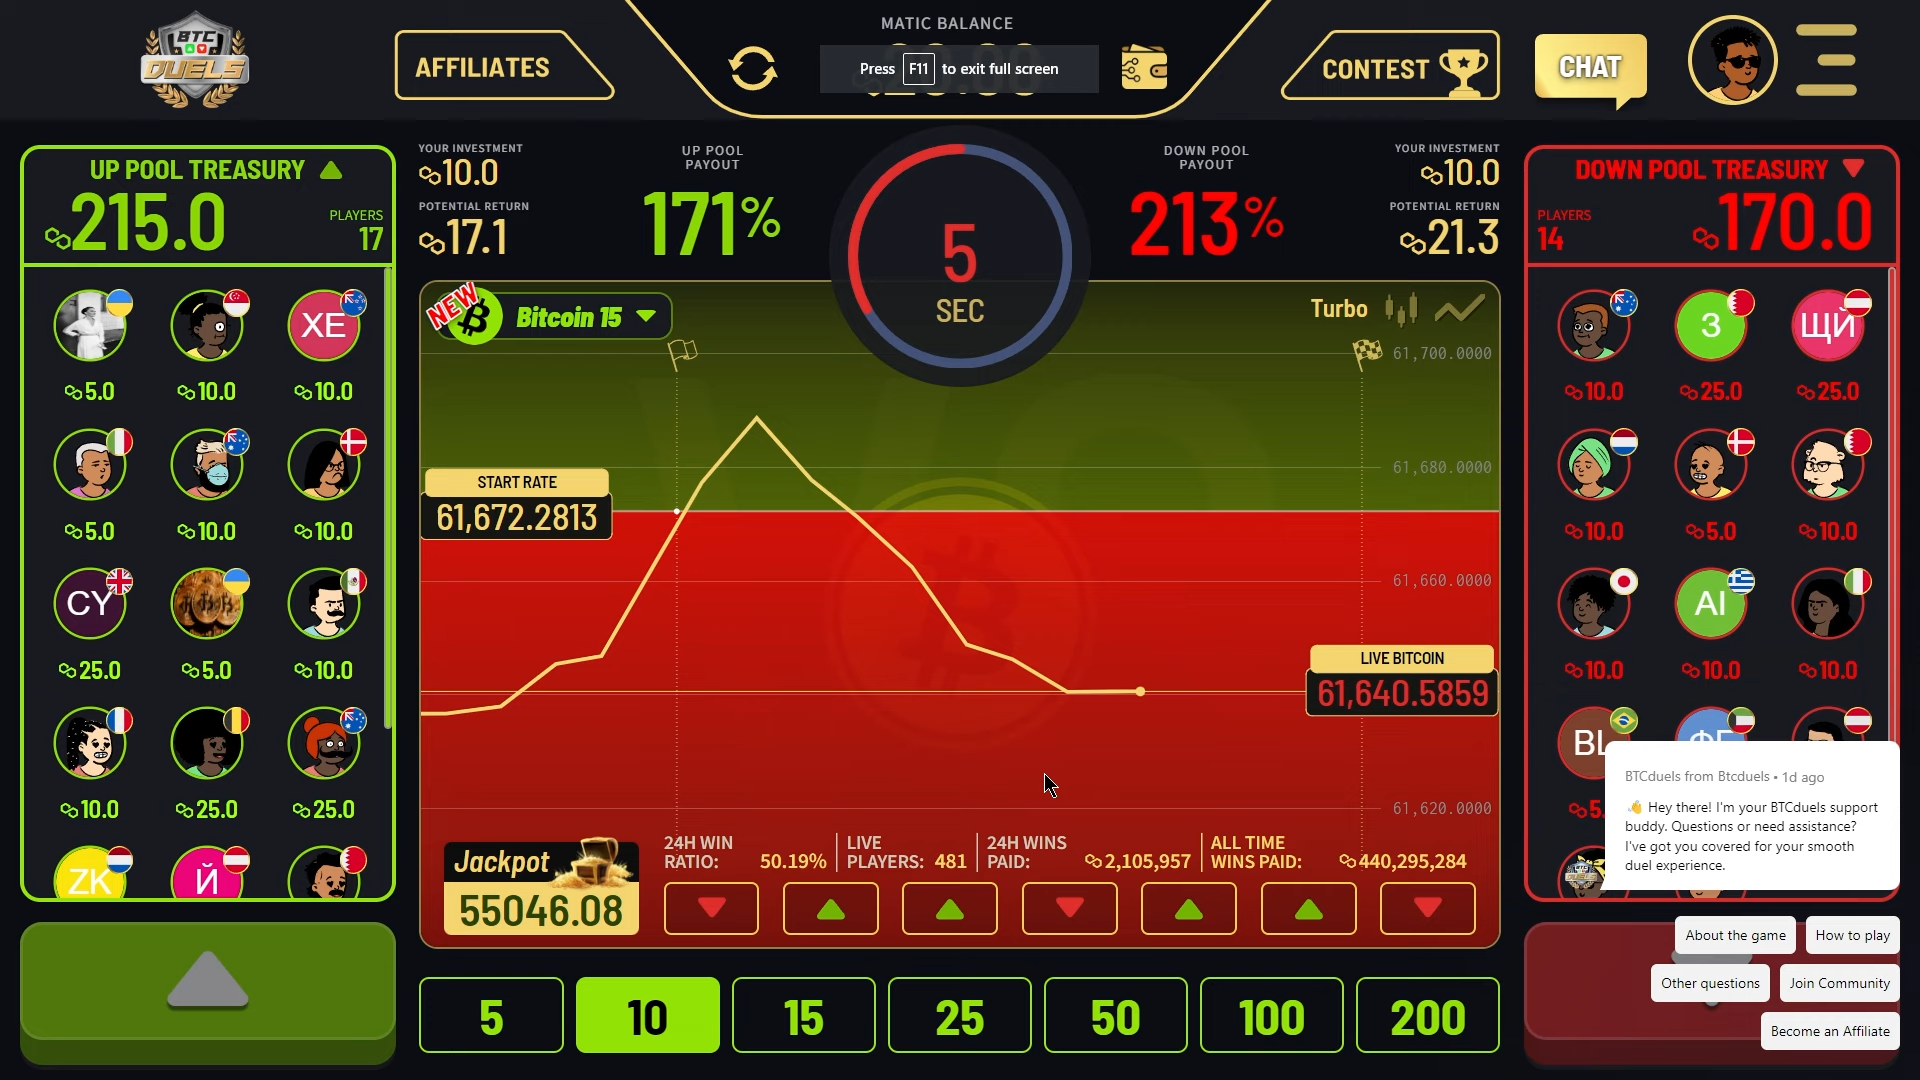 BTC
DUELS
AFFILIATES
MATIC BALANCE
Press F11 to exit full screen
CONTEST
CHAT
UP POOL TREASURY
215.0
PLAYERS
17
YOUR INVESTMENT
10.0
POTENTIAL RETURN
17.1
UP POOL
PAYOUT
171%
5
SEC
DOWN POOL
PAYOUT
213%
YOUR INVESTMENT
10.0
POTENTIAL RETURN
21.3
DOWN POOL TREASURY
PLAYERS
14
170.0
XE
5.0 10.0 10.0
5.0 10.0 10.0
CY
25.0 5.0 10.0
10.0 25.0 25.0
ZK Й
NEW
Bitcoin 15
Turbo
61,700.0000
61,680.0000
61,660.0000
61,620.0000
START RATE
61,672.2813
LIVE BITCOIN
61,640.5859
Jackpot
55046.08
24H WIN
RATIO: 50.19%
LIVE
PLAYERS: 481
24H WINS
PAID: 2,105,957
ALL TIME
WINS PAID: 440,295,284
5 10 15 25 50 100 200
3 ЩЙ
10.0 25.0 25.0
10.0 5.0 10.0
AI
10.0 10.0 10.0
BTCduels from Btcduels • 1d ago
👋 Hey there! I'm your BTCduels support
buddy. Questions or need assistance?
I've got you covered for your smooth
duel experience.
About the game
How to play
Other questions
Join Community
Become an Affiliate